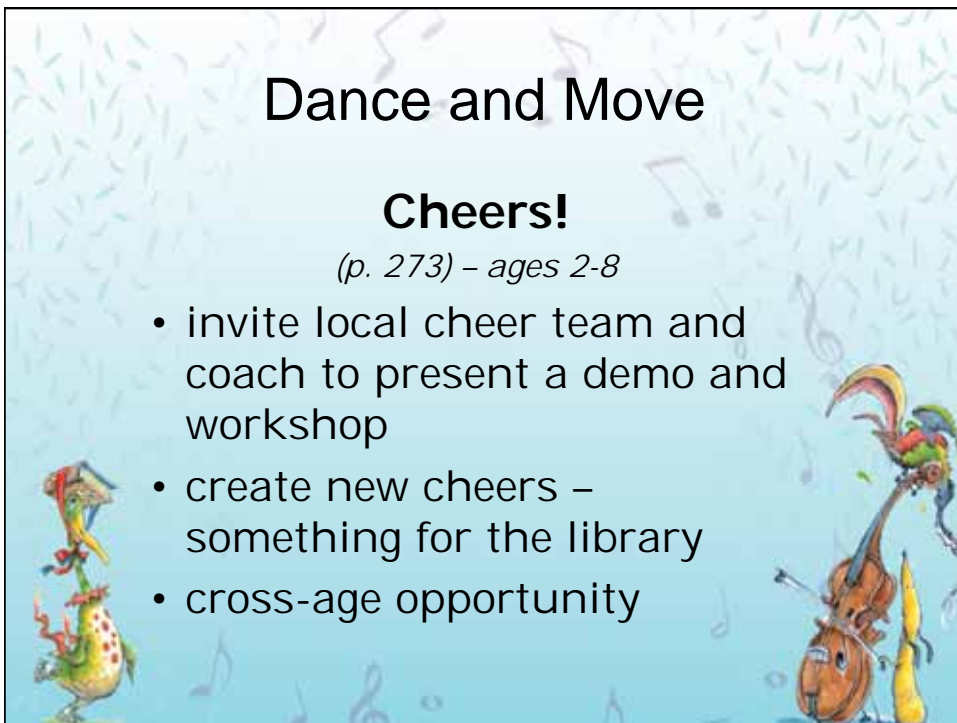 Dance and Move
Cheers!
(p. 273) – ages 2-8
• invite local cheer team and
coach to present a demo and
workshop
• create new cheers –
something for the library
• cross-age opportunity